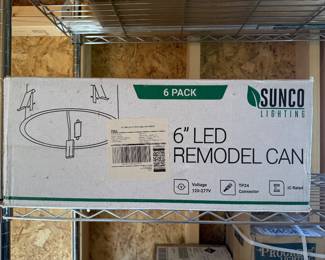 6 PACK
SUNCO
LIGHTING
6" LED
REMODEL CAN
Voltage
120-277V
TP24
Connector
IC-Rated